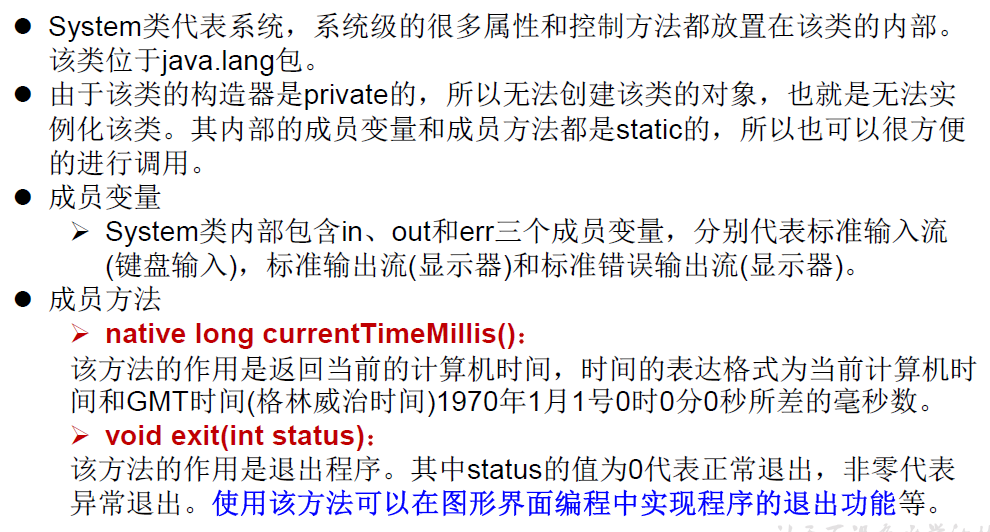 ● System类代表系统，系统级的很多属性和控制方法都放置在该类的内部。
该类位于java.lang包。
● 由于该类的构造器是private的，所以无法创建该类的对象，也就是无法实
例化该类。其内部的成员变量和成员方法都是static的，所以也可以很方便
的进行调用。
● 成员变量
➢ System类内部包含in、out和err三个成员变量，分别代表标准输入流
(键盘输入)，标准输出流(显示器)和标准错误输出流(显示器)。
● 成员方法
➢ native long currentTimeMillis()：
该方法的作用是返回当前的计算机时间，时间的表达格式为当前计算机时
间和GMT时间(格林威治时间)1970年1月1号0时0分0秒所差的毫秒数。
➢ void exit(int status)：
该方法的作用是退出程序。其中status的值为0代表正常退出，非零代表
异常退出。使用该方法可以在图形界面编程中实现程序的退出功能等。